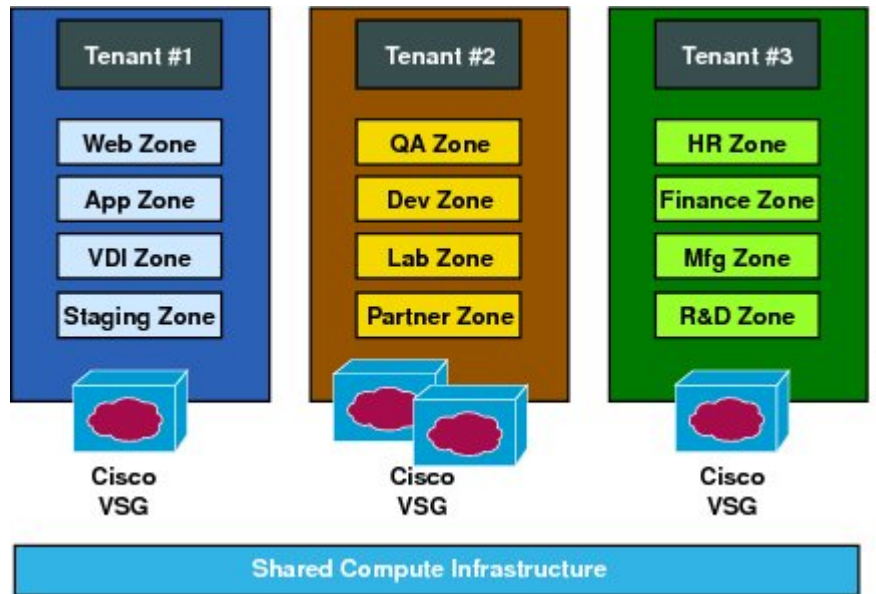 Tenant #1
Web Zone
App Zone
VDI Zone
Staging Zone
Cisco
VSG
Tenant #2
QA Zone
Dev Zone
Lab Zone
Partner Zone
Cisco
VSG
Tenant #3
HR Zone
Finance Zone
Mfg Zone
R&D Zone
Cisco
VSG
Shared Compute Infrastructure